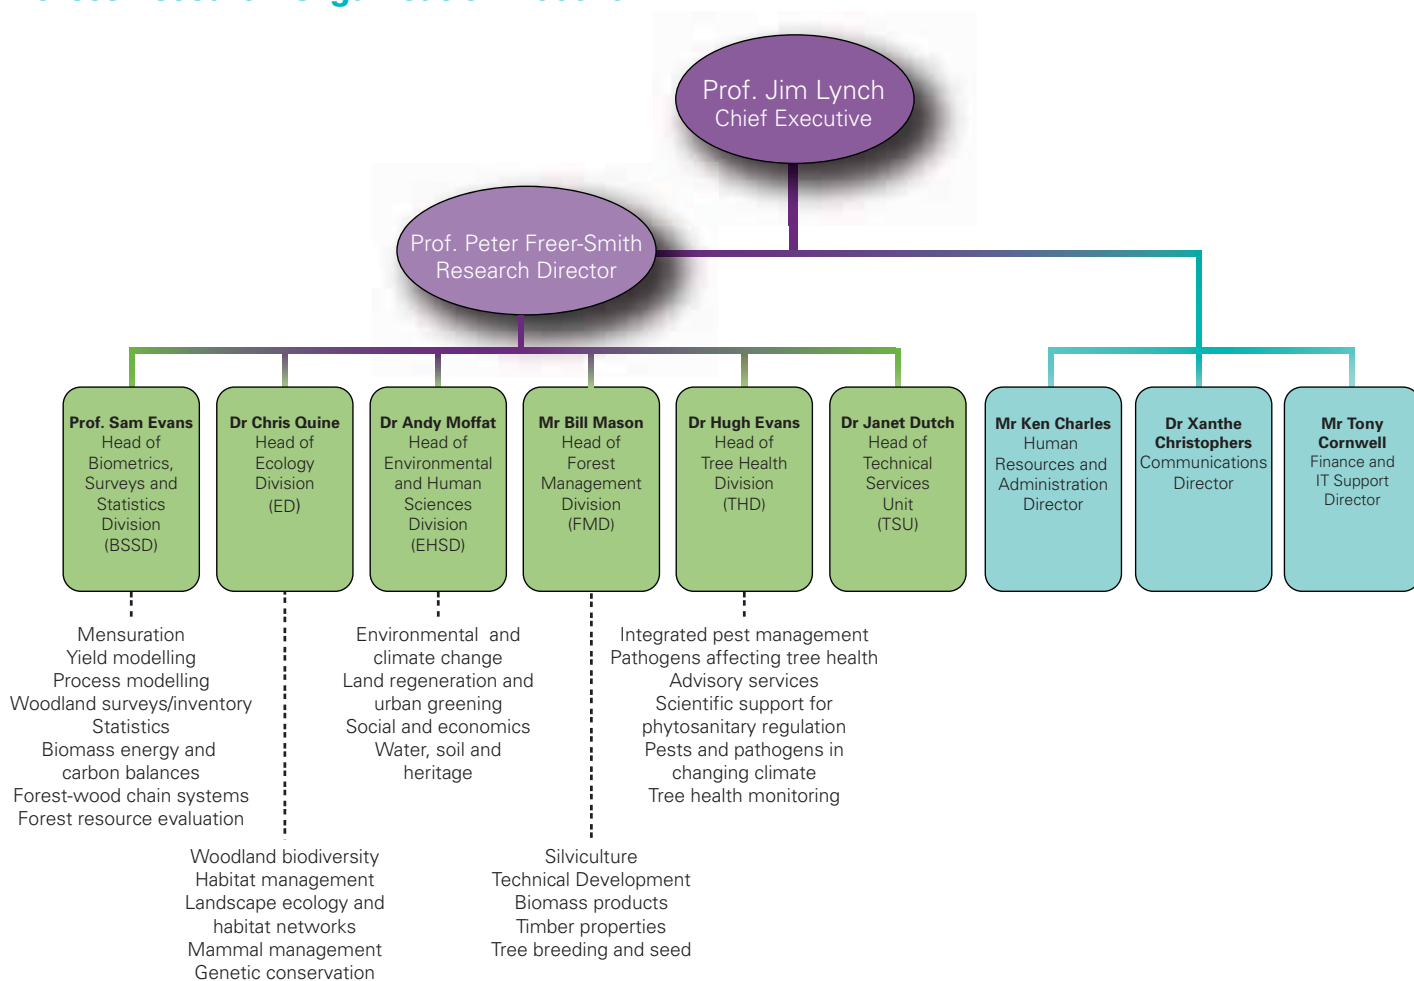 Prof. Jim Lynch
Chief Executive
Prof. Peter Freer-Smith
Research Director
Prof. Sam Evans
Head of
Biometrics,
Surveys and
Statistics
Division
(BSSD)
Dr Chris Quine
Head of
Ecology
Division
(ED)
Dr Andy Moffat
Head of
Environmental
and Human
Sciences
Division
(EHSD)
Mr Bill Mason
Head of
Forest
Management
Division
(FMD)
Dr Hugh Evans
Head of
Tree Health
Division
(THD)
Dr Janet Dutch
Head of
Technical
Services
Unit
(TSU)
Mr Ken Charles
Human
Resources and
Administration
Director
Dr Xanthe
Christophers
Communications
Director
Mr Tony
Cornwell
Finance and
IT Support
Director
Mensuration
Yield modelling
Process modelling
Woodland surveys/inventory
Statistics
Biomass energy and
carbon balances
Forest-wood chain systems
Forest resource evaluation
Environmental and
climate change
Land regeneration and
urban greening
Social and economics
Water, soil and
heritage
Integrated pest management
Pathogens affecting tree health
Advisory services
Scientific support for
phytosanitary regulation
Pests and pathogens in
changing climate
Tree health monitoring
Woodland biodiversity
Habitat management
Landscape ecology and
habitat networks
Mammal management
Genetic conservation
Silviculture
Technical Development
Biomass products
Timber properties
Tree breeding and seed